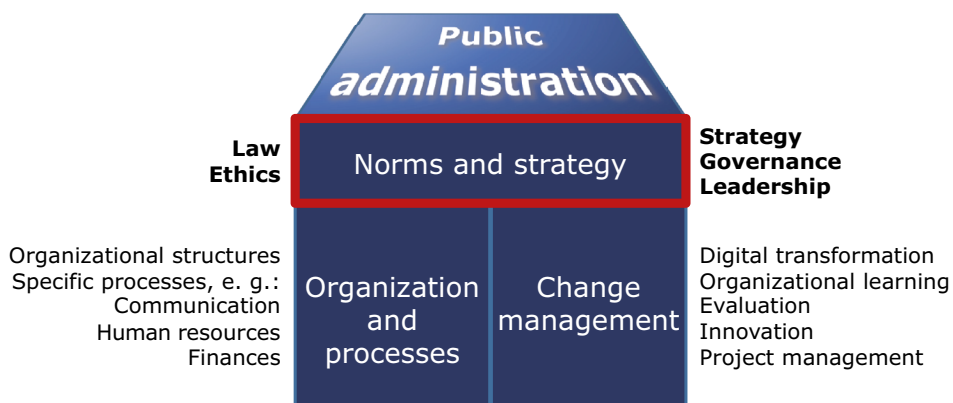 Public
administration
Law
Ethics
Norms and strategy
Strategy
Governance
Leadership
Organizational structures
Specific processes, e. g.:
Communication
Human resources
Finances
Organization
and
processes
Change
management
Digital transformation
Organizational learning
Evaluation
Innovation
Project management